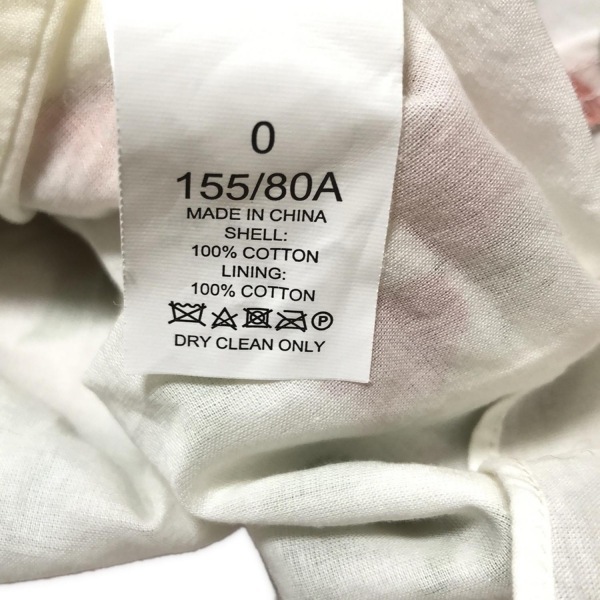 0
155/80A
MADE IN CHINA
SHELL:
100% COTTON
LINING:
100% COTTON
P
DRY CLEAN ONLY